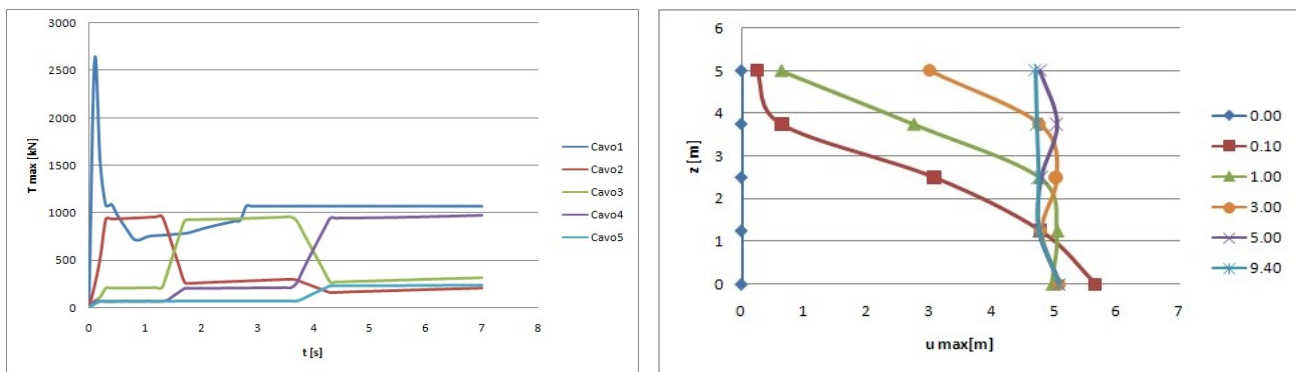 3000
2500
2000
1500
1000
500
0
T max [kN]
0 1 2 3 4 5 6 7 8
t [s]
Cavo1
Cavo2
Cavo3
Cavo4
Cavo5
6
5
4
3
2
1
0
z [m]
0 1 2 3 4 5 6 7
u max[m]
0.00
0.10
1.00
3.00
5.00
9.40